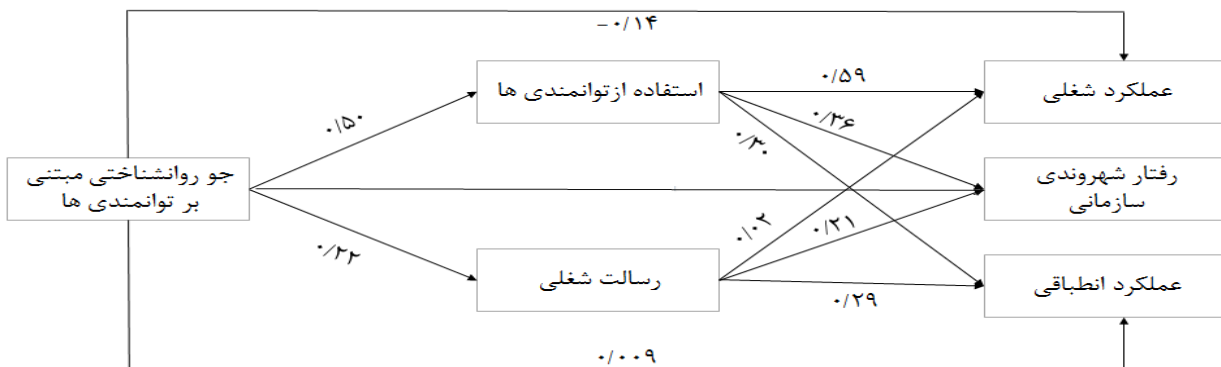 -۰/۱۴
استفاده ازتوانمندی ها
۰/۵۹
عملکرد شغلی
۰/۵۰
۰/۳۶
۰/۳۰
جو روانشناختی مبتنی
بر توانمندی ها
رفتار شهروندی
سازمانی
۰/۲۲
۰/۰۲
۰/۲۱
رسالت شغلی
۰/۲۹
عملکرد انطباقی
۰/۰۰۹